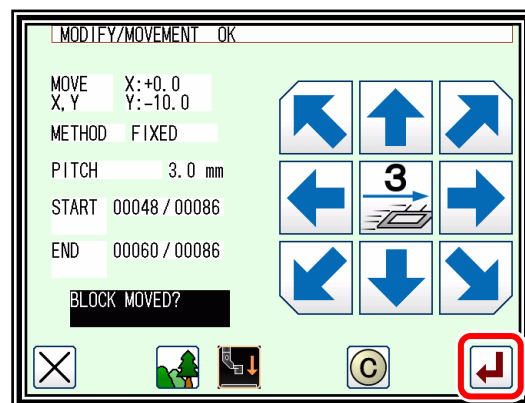 MODIFY/MOVEMENT OK
MOVE X:+0.0
X,Y Y:-10.0
METHOD FIXED
PITCH 3.0 mm
START 00048/00086
END 00060/00086
BLOCK MOVED?
3
C